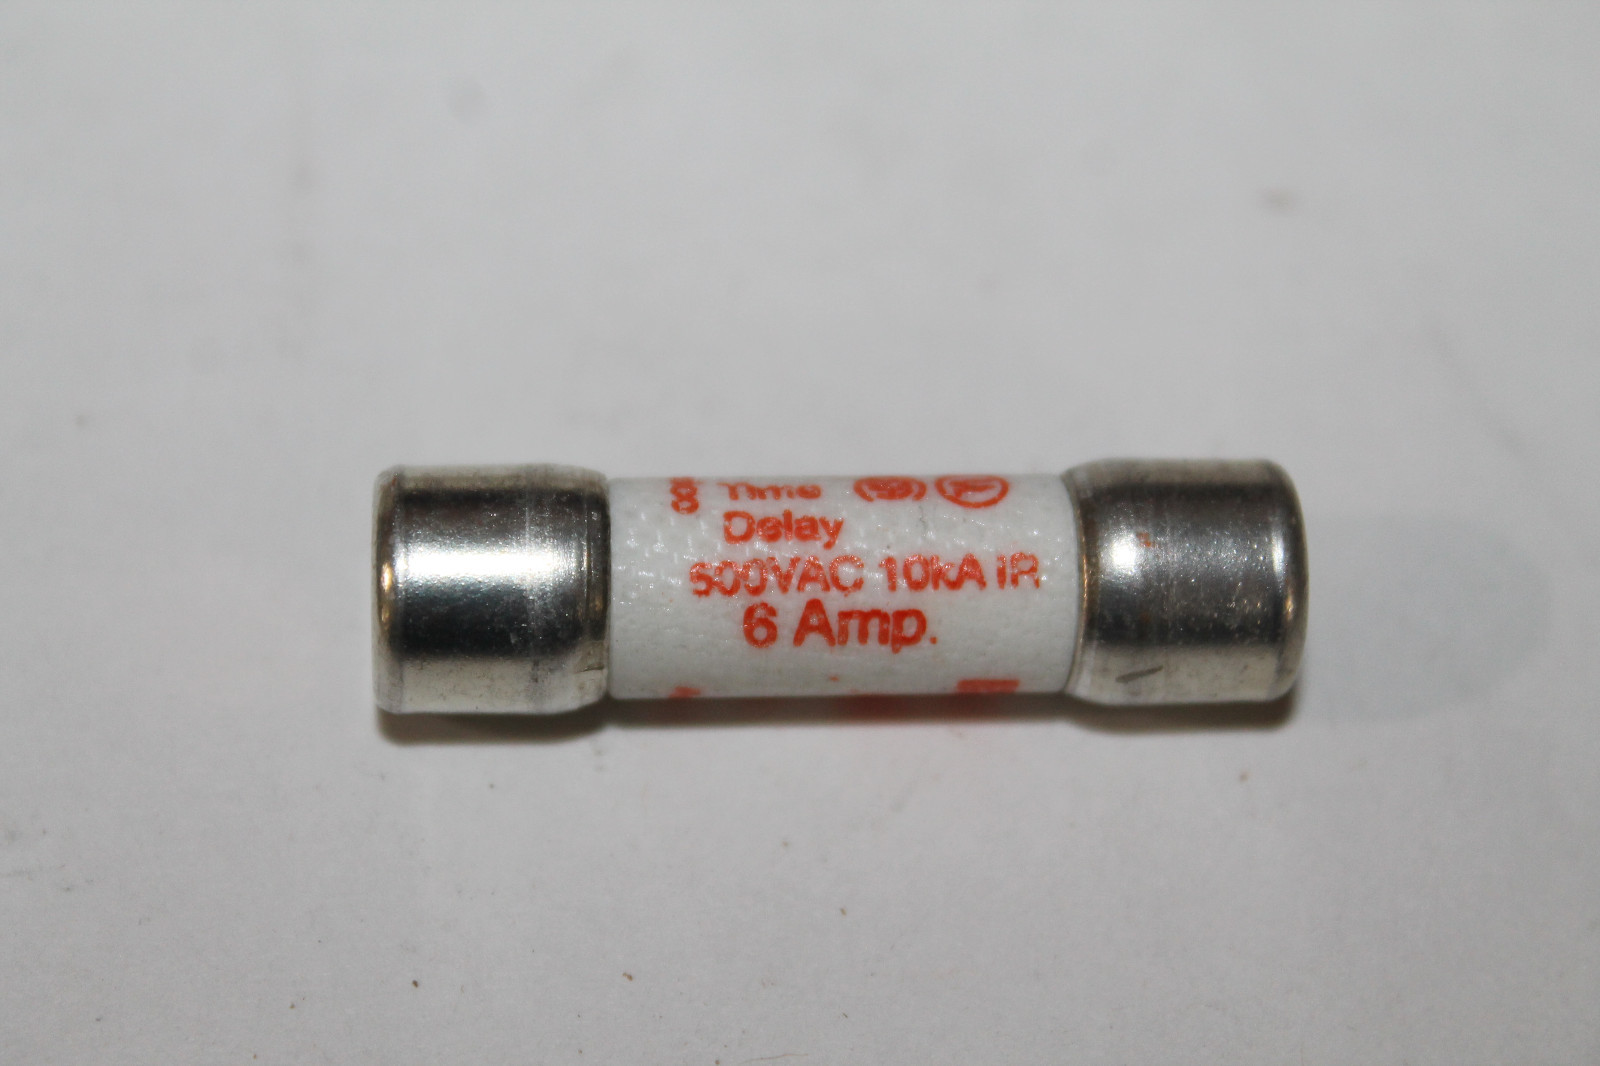 Time
Delay
500VAC 10kA IR
6 Amp.